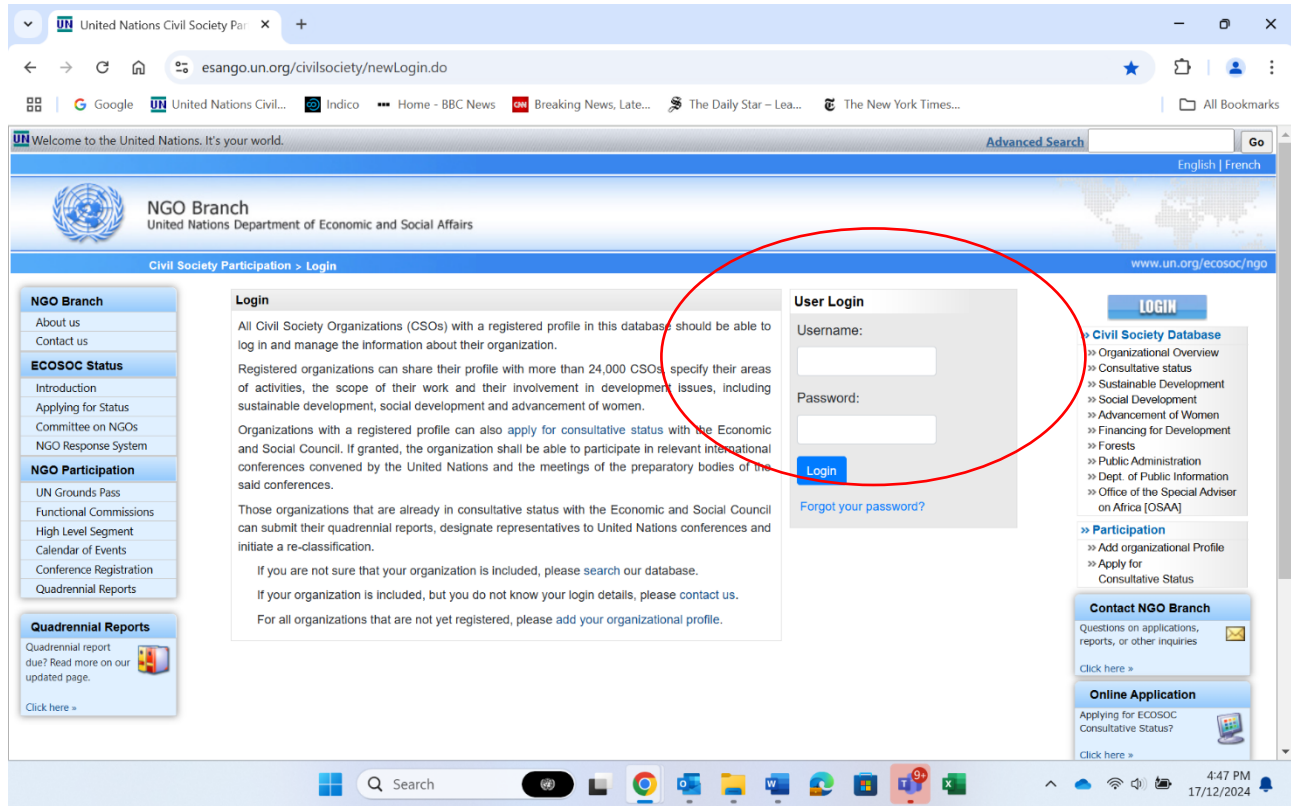 UN United Nations Civil Society Par
esango.un.org/civilsociety/newLogin.do
Google
UN United Nations Civil...
Indico
Home - BBC News
CNN Breaking News, Late...
The Daily Star – Lea...
The New York Times...
All Bookmarks
UN Welcome to the United Nations. It's your world.
Advanced Search
Go
English | French
NGO Branch
United Nations Department of Economic and Social Affairs
Civil Society Participation > Login
www.un.org/ecosoc/ngo
NGO Branch
About us
Contact us
ECOSOC Status
Introduction
Applying for Status
Committee on NGOs
NGO Response System
NGO Participation
UN Grounds Pass
Functional Commissions
High Level Segment
Calendar of Events
Conference Registration
Quadrennial Reports
Quadrennial Reports
Quadrennial report
due? Read more on our
updated page.
Click here »
Login
All Civil Society Organizations (CSOs) with a registered profile in this database should be able to
log in and manage the information about their organization.
Registered organizations can share their profile with more than 24,000 CSOs, specify their areas
of activities, the scope of their work and their involvement in development issues, including
sustainable development, social development and advancement of women.
Organizations with a registered profile can also apply for consultative status with the Economic
and Social Council. If granted, the organization shall be able to participate in relevant international
conferences convened by the United Nations and the meetings of the preparatory bodies of the
said conferences.
Those organizations that are already in consultative status with the Economic and Social Council
can submit their quadrennial reports, designate representatives to United Nations conferences and
initiate a re-classification.
If you are not sure that your organization is included, please search our database.
If your organization is included, but you do not know your login details, please contact us.
For all organizations that are not yet registered, please add your organizational profile.
User Login
Username:
Password:
Login
Forgot your password?
LOGIN
» Civil Society Database
» Organizational Overview
» Consultative status
» Sustainable Development
» Social Development
» Advancement of Women
» Financing for Development
» Forests
» Public Administration
» Dept. of Public Information
» Office of the Special Adviser
on Africa [OSAA]
» Participation
» Add organizational Profile
» Apply for
Consultative Status
Contact NGO Branch
Questions on applications,
reports, or other inquiries
Click here »
Online Application
Applying for ECOSOC
Consultative Status?
Click here »
Search
9+
4:47 PM
17/12/2024